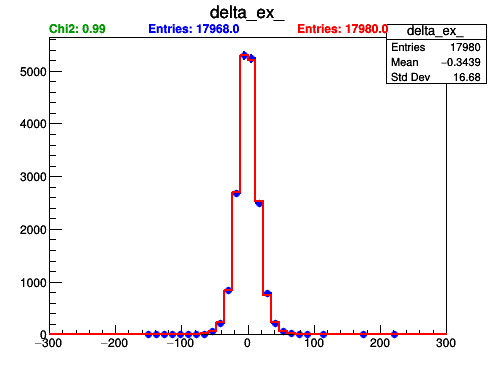 delta_ex_
Chi2: 0.99 Entries: 17968.0 Entries: 17980.0
delta_ex_
Entries 17980
Mean −0.3439
Std Dev 16.68
5000
4000
3000
2000
1000
0
−300 −200 −100 0 100 200 300